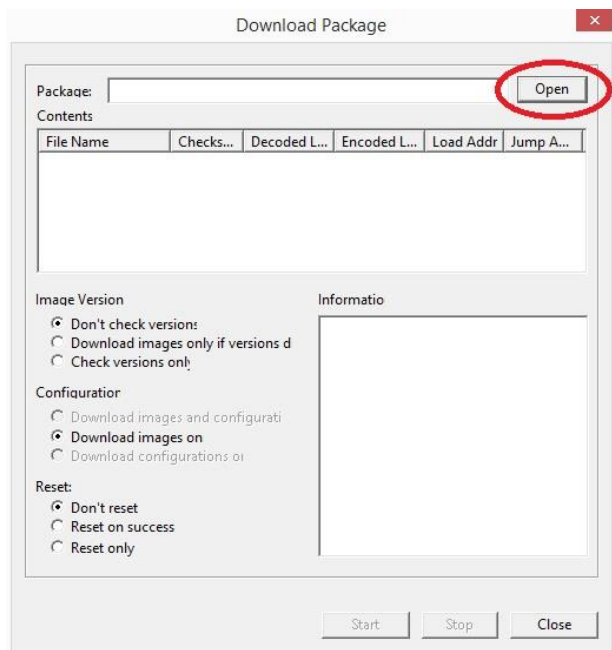 Download Package
Package: Open
Contents
File Name Checks... Decoded L... Encoded L... Load Addr Jump A...
Image Version
Don't check versions
Download images only if versions d
Check versions only
Informatio
Configuration
Download images and configurati
Download images on
Download configurations or
Reset:
Don't reset
Reset on success
Reset only
Start Stop Close